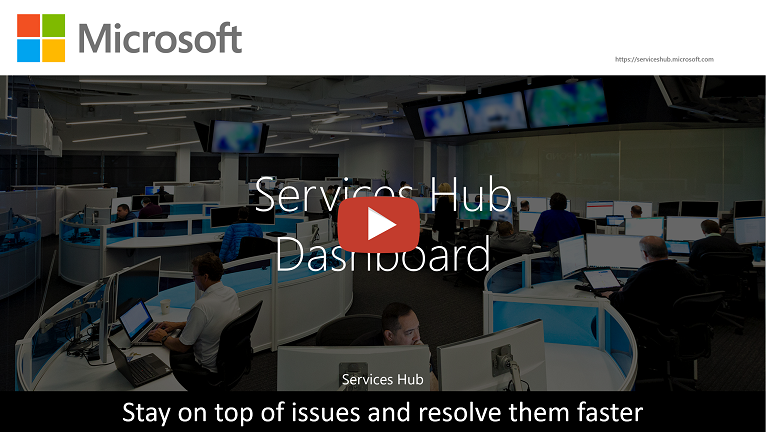 Microsoft
https://serviceshub.microsoft.com
Services Hub
Dashboard
Services Hub
Stay on top of issues and resolve them faster